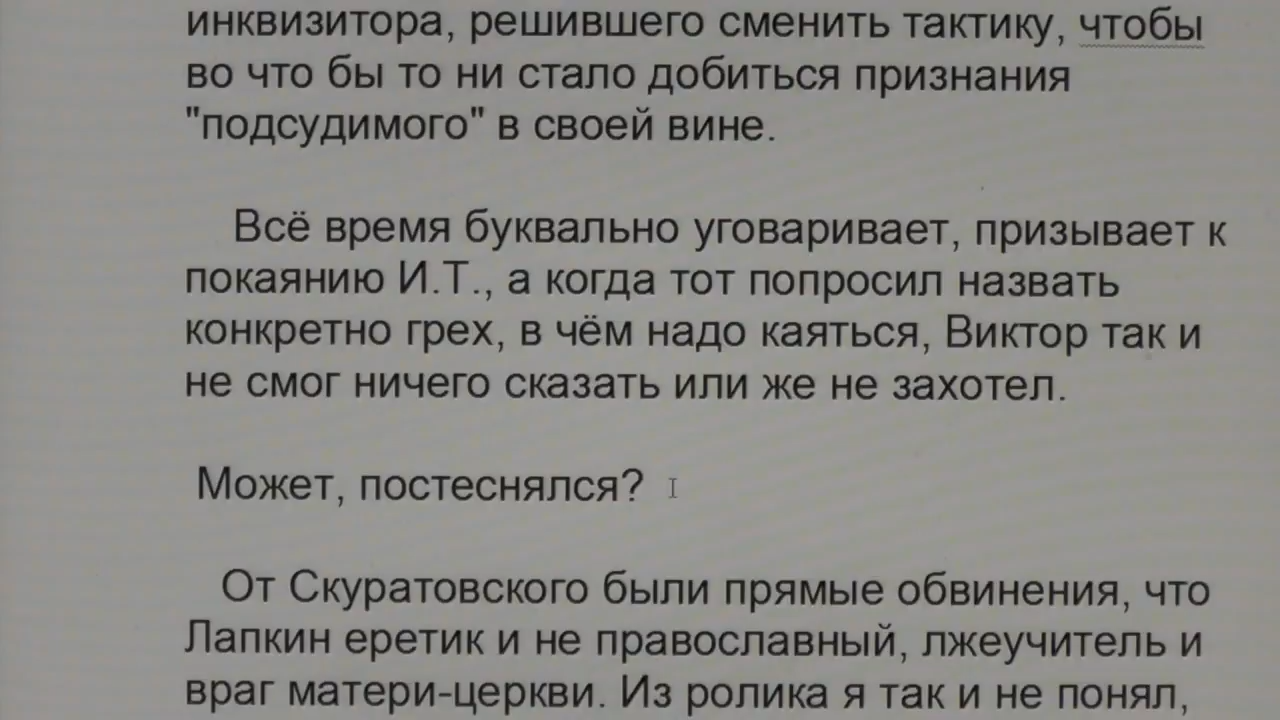 инквизитора, решившего сменить тактику, чтобы
во что бы то ни стало добиться признания
"подсудимого" в своей вине.
Всё время буквально уговаривает, призывает к
покаянию И.Т., а когда тот попросил назвать
конкретно грех, в чём надо каяться, Виктор так и
не смог ничего сказать или же не захотел.
Может, постеснялся?
От Скуратовского были прямые обвинения, что
Лапкин еретик и не православный, лжеучитель и
враг матери-церкви. Из ролика я так и не понял,